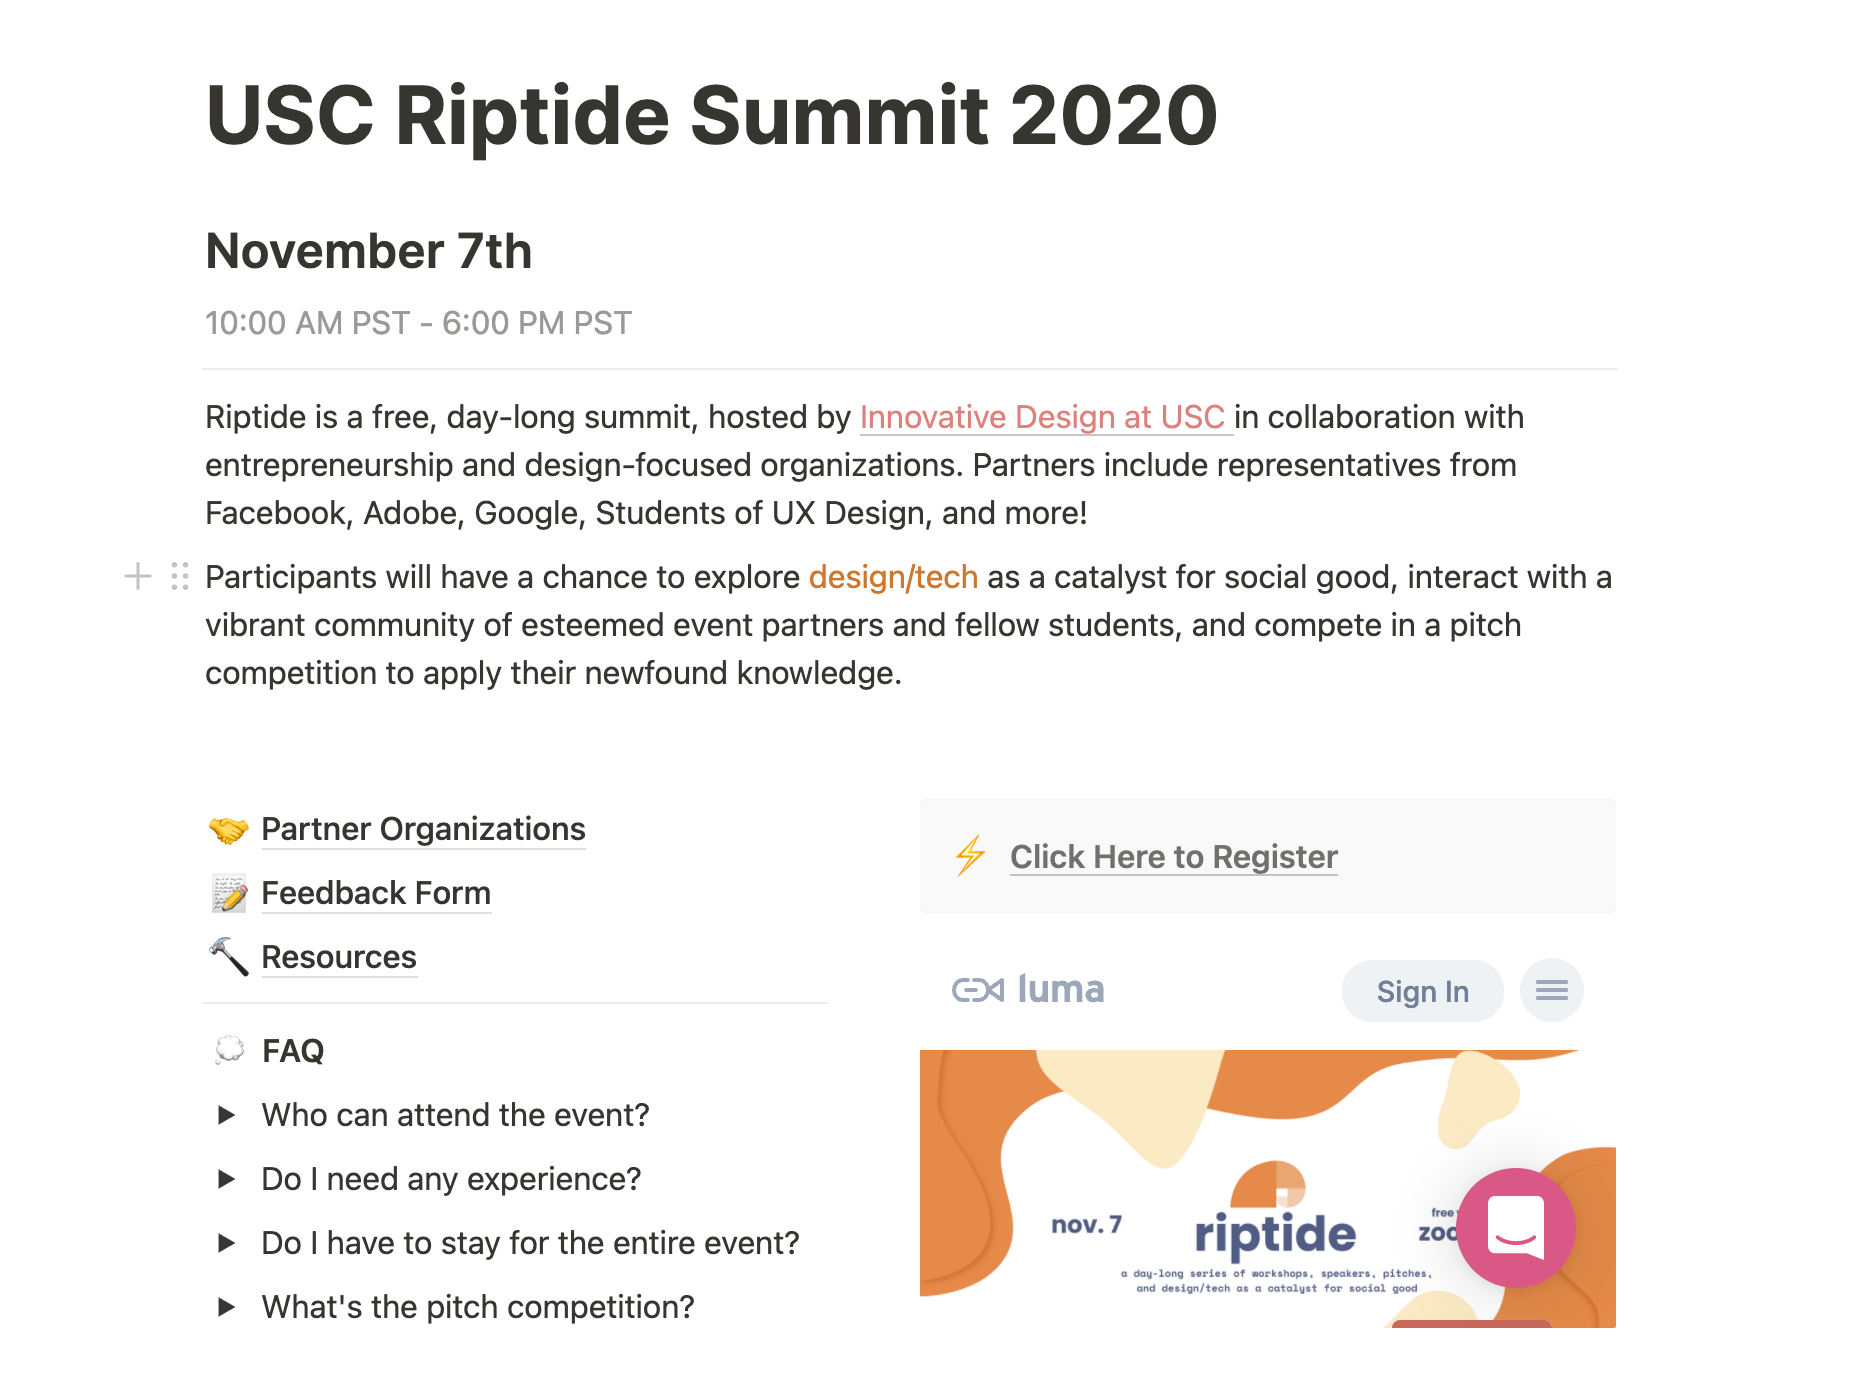 USC Riptide Summit 2020
November 7th
10:00 AM PST - 6:00 PM PST
Riptide is a free, day-long summit, hosted by Innovative Design at USC in collaboration with
entrepreneurship and design-focused organizations. Partners include representatives from
Facebook, Adobe, Google, Students of UX Design, and more!
Participants will have a chance to explore design/tech as a catalyst for social good, interact with a
vibrant community of esteemed event partners and fellow students, and compete in a pitch
competition to apply their newfound knowledge.
Partner Organizations
Feedback Form
Resources
FAQ
Who can attend the event?
Do I need any experience?
Do I have to stay for the entire event?
What's the pitch competition?
Click Here to Register
luma
Sign In
nov. 7
riptide
free
a day-long series of workshops, speakers, pitches,
and design/tech as a catalyst for social good